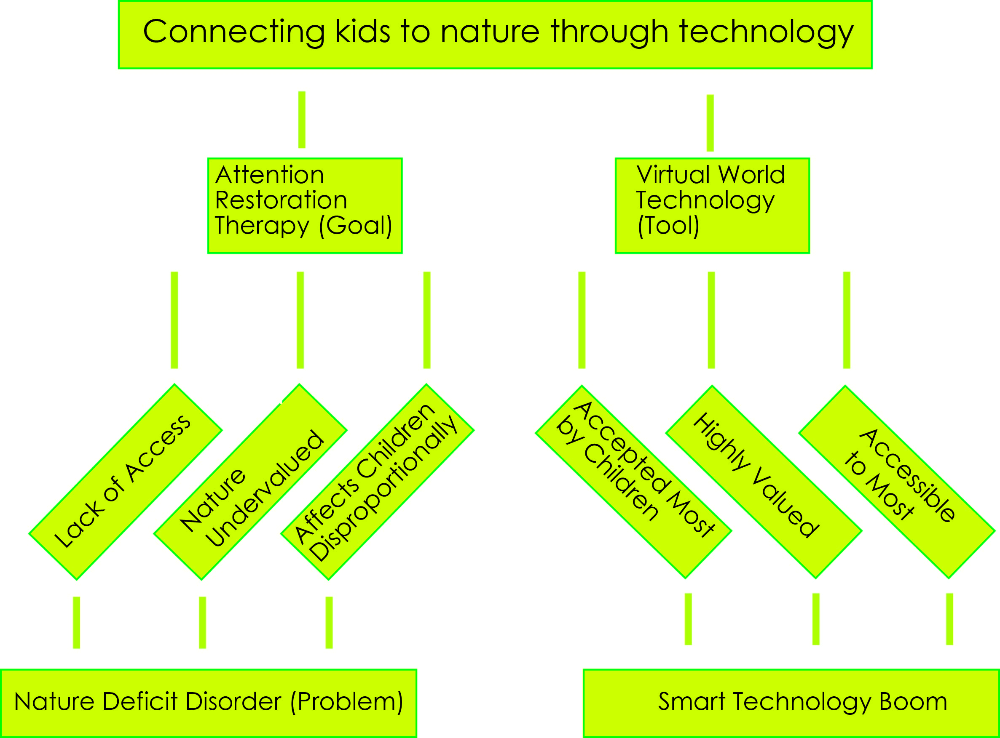 Connecting kids to nature through technology
Attention
Restoration
Therapy (Goal)
Virtual World
Technology
(Tool)
Lack of Access
Nature
Undervalued
Affects Children
Disproportionally
Accepted Most
by Children
Highly Vallued
Accessible
to Most
Nature Deficit Disorder (Problem)
Smart Technology Boom